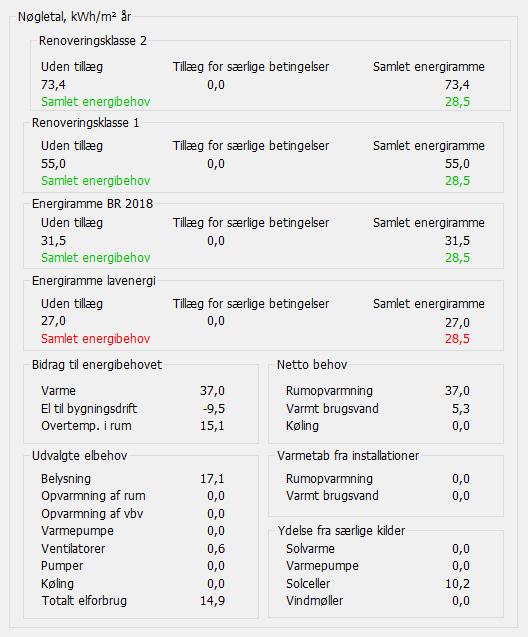 Nøgletal, kWh/m² år
Renoveringsklasse 2
Uden tillæg Tillæg for særlige betingelser Samlet energiramme
73,4 0,0 73,4
Samlet energibehov 28,5
Renoveringsklasse 1
Uden tillæg Tillæg for særlige betingelser Samlet energiramme
55,0 0,0 55,0
Samlet energibehov 28,5
Energiramme BR 2018
Uden tillæg Tillæg for særlige betingelser Samlet energiramme
31,5 0,0 31,5
Samlet energibehov 28,5
Energiramme lavenergi
Uden tillæg Tillæg for særlige betingelser Samlet energiramme
27,0 0,0 27,0
Samlet energibehov 28,5
Bidrag til energibehovet
Varme 37,0
El til bygningsdrift -9,5
Overtemp. i rum 15,1
Netto behov
Rumopvarmning 37,0
Varmt brugsvand 5,3
Køling 0,0
Udvalgte elbehov
Belysning 17,1
Opvarmning af rum 0,0
Opvarmning af vbv 0,0
Varmepumpe 0,0
Ventilatorer 0,6
Pumper 0,0
Køling 0,0
Totalt elforbrug 14,9
Varmetab fra installationer
Rumopvarmning 0,0
Varmt brugsvand 0,0
Ydelse fra særlige kilder
Solvarme 0,0
Varmepumpe 0,0
Solceller 10,2
Vindmøller 0,0